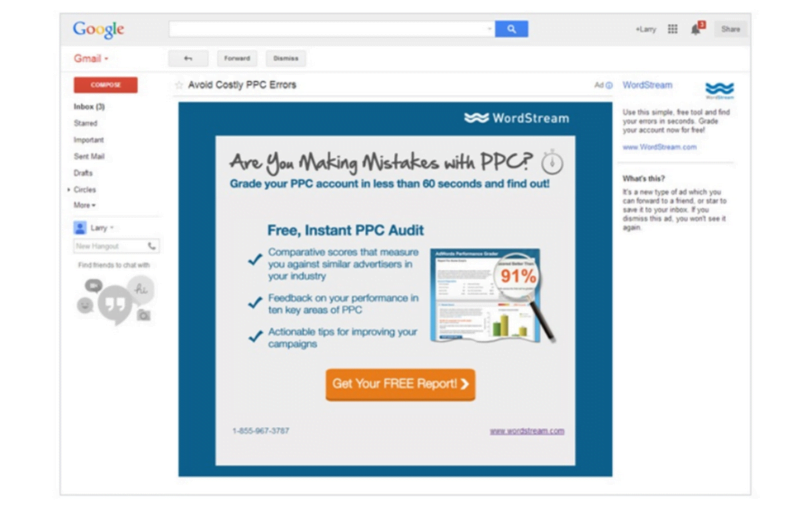 Google
+Larry
3
Share
Gmail
Forward
Dismiss
COMPOSE
Avoid Costly PPC Errors
Ad
WordStream
WordStream
Inbox (3)
Starred
Important
Sent Mail
Drafts
Circles
More
Larry
New Hangout
Find friends to chat with
WordStream
Are You Making Mistakes with PPC?
Grade your PPC account in less than 60 seconds and find out!
Free, Instant PPC Audit
Comparative scores that measure
you against similar advertisers in
your industry
Feedback on your performance in
ten key areas of PPC
Actionable tips for improving your
campaigns
AdWords Performance Grader
91%
Get Your FREE Report!
1-855-967-3787
www.wordstream.com
Use this simple, free tool and find
your errors in seconds. Grade
your account now for free!
www.WordStream.com
What's this?
It's a new type of ad which you
can forward to a friend, or star to
save it to your inbox. If you
dismiss this ad, you won't see it
again.